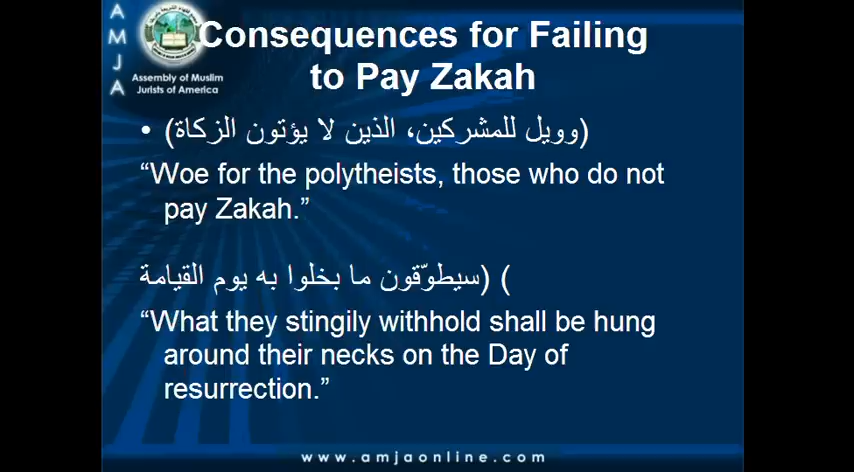 A
M
J
A
Assembly of Muslim
Jurists of America
Consequences for Failing
to Pay Zakah
• (وويل للمشركين، الذين لا يؤتون الزكاة)
“Woe for the polytheists, those who do not
pay Zakah.”
( (سيطوّقون ما بخلوا به يوم القيامة
“What they stingily withhold shall be hung
around their necks on the Day of
resurrection.”
www.amjaonline.com